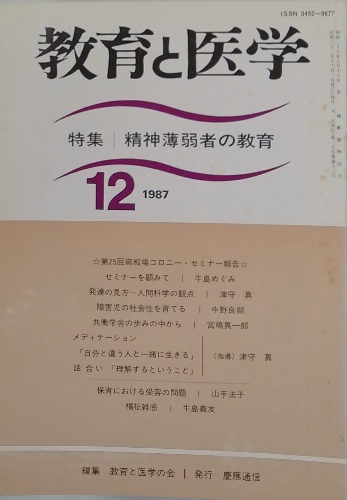 ISSN 0452—9677
教育と医学
特集｜精神薄弱者の教育
12 1987
☆第25回御殿場コロニー・セミナー報告☆
セミナーを顧みて｜牛島めぐみ
発達の見方一人間科学の観点｜津守 真
障害児の社会性を育てる｜中野良顯
共働学舎の歩みの中から｜宮嶋真一郎
メディテーション
「自分と違う人と一緒に生きる」（指導）津守 真
話 合 い「理解するということ」
保育における受容の問題｜山手法子
福祉雑感｜牛島義友
編集 教育と医学の会｜発行 慶應通信